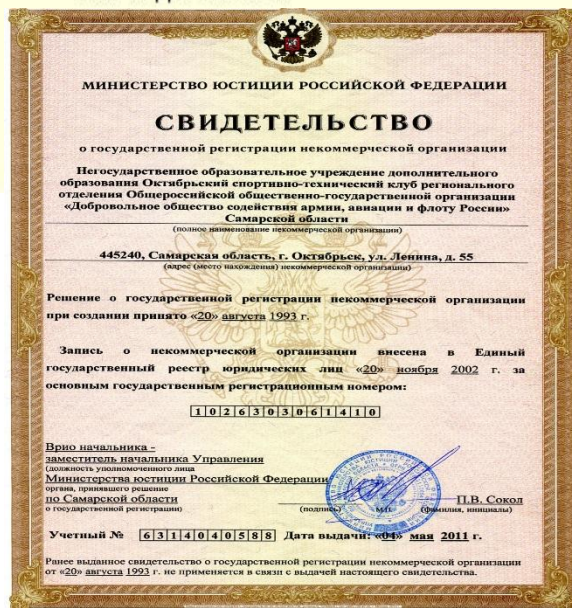 МИНИСТЕРСТВО ЮСТИЦИИ РОССИЙСКОЙ ФЕДЕРАЦИИ
СВИДЕТЕЛЬСТВО
о государственной регистрации некоммерческой организации
Негосударственное образовательное учреждение дополнительного
образования Октябрьский спортивно-технический клуб регионального
отделения Общероссийской общественно-государственной организации
«Добровольное общество содействия армии, авиации и флоту России»
Самарской области
(полное наименование некоммерческой организации)
445240, Самарская область, г. Октябрьск, ул. Ленина, д. 55
(адрес (место нахождения) некоммерческой организации)
Решение о государственной регистрации некоммерческой организации
при создании принято «20» августа 1993 г.
Запись о некоммерческой организации внесена в Единый
государственный реестр юридических лиц «20» ноября 2002 г. за
основным государственным регистрационным номером:
1026303061410
Врио начальника -
заместитель начальника Управления
(должность уполномоченного лица
Министерства юстиции Российской Федерации
органа, принявшего решение
по Самарской области П.В. Сокол
о государственной регистрации) (подпись) М.П. (фамилия, инициалы)
Учетный № 6314040588 Дата выдачи: «04» мая 2011 г.
Ранее выданное свидетельство о государственной регистрации некоммерческой организации
от «20» августа 1993 г. не применяется в связи с выдачей настоящего свидетельства.